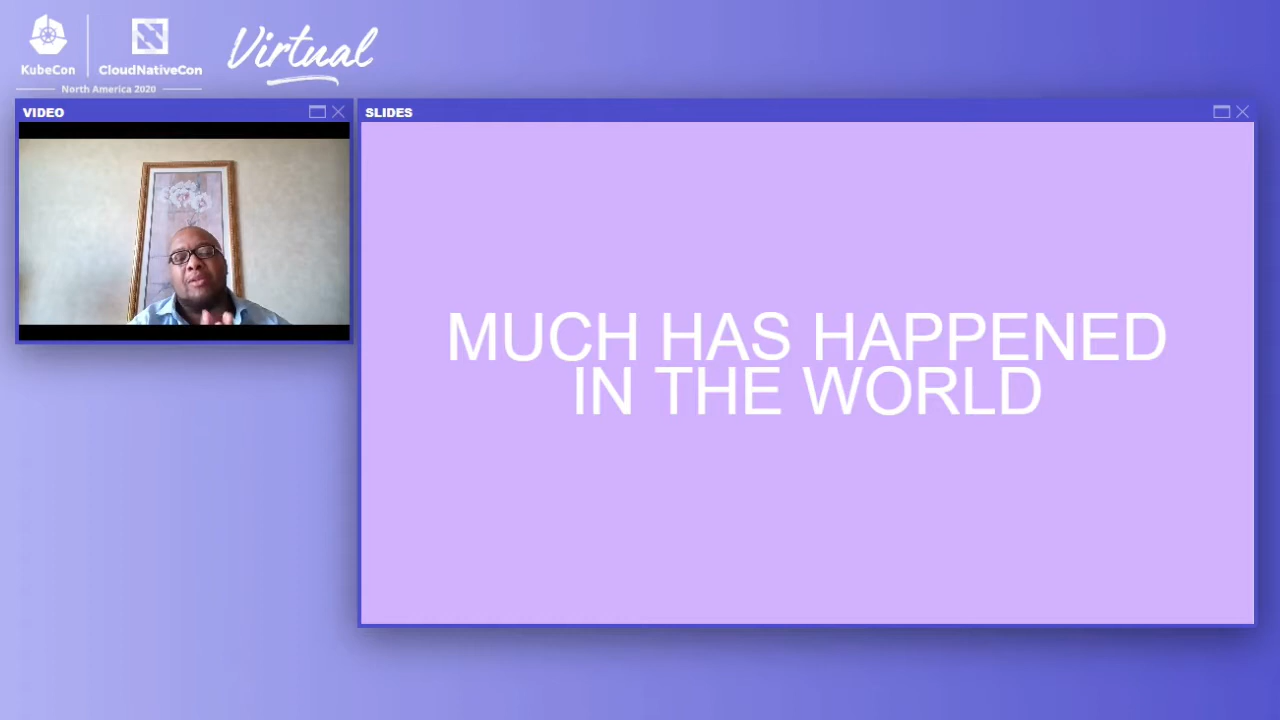 KubeCon
CloudNativeCon
North America 2020
Virtual
VIDEO
SLIDES
MUCH HAS HAPPENED
IN THE WORLD